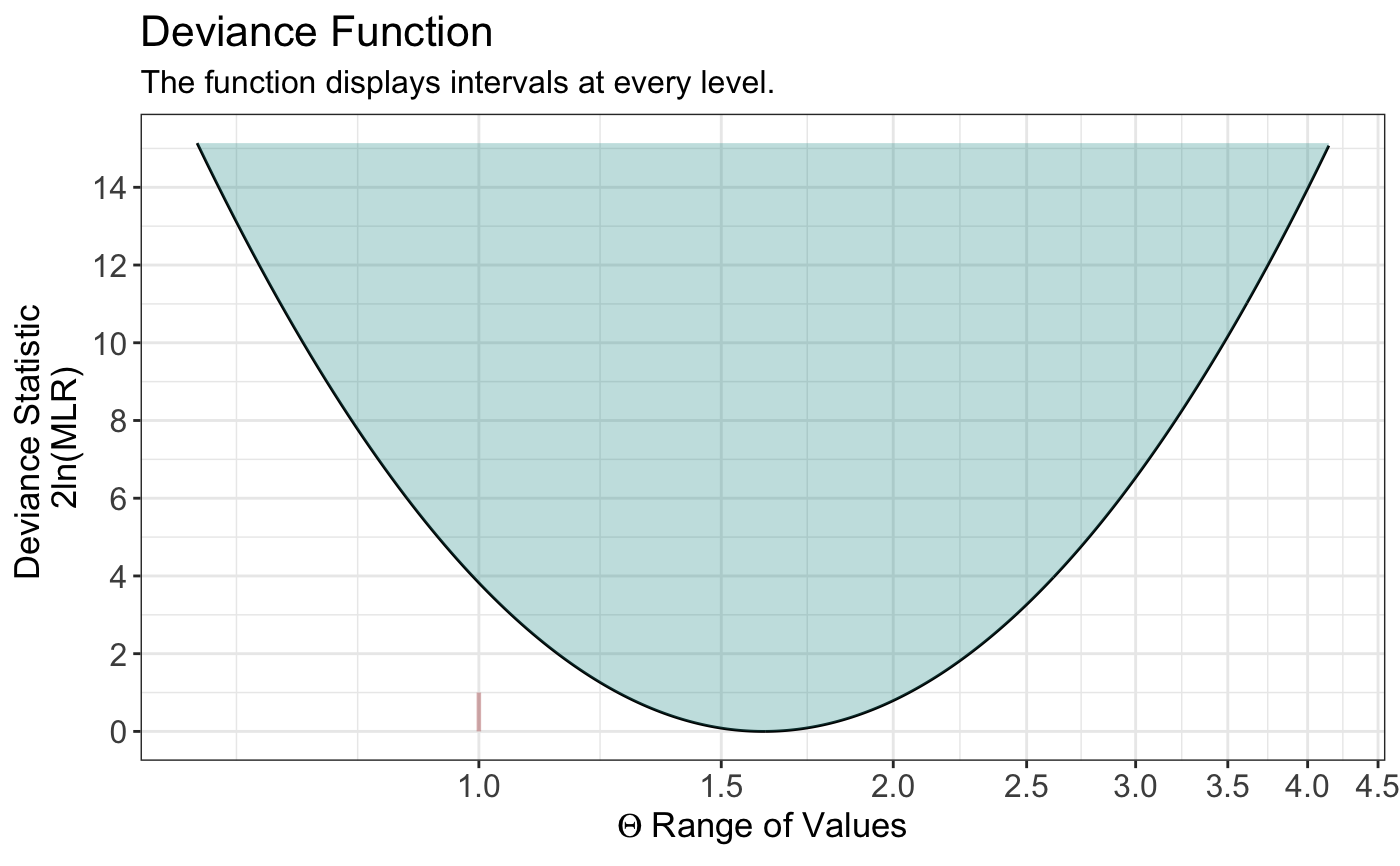 Deviance Function
The function displays intervals at every level.
Deviance Statistic
2ln(MLR)
14
12
10
8
6
4
2
0
1.0 1.5 2.0 2.5 3.0 3.5 4.0 4.5
Θ Range of Values